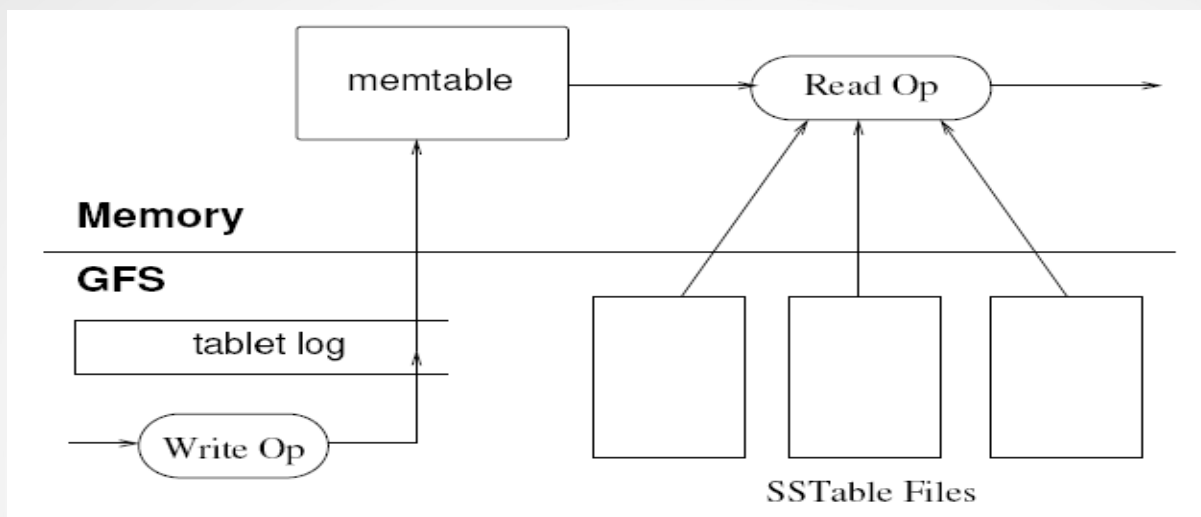 memtable
Read Op
Memory
GFS
tablet log
Write Op
SSTable Files